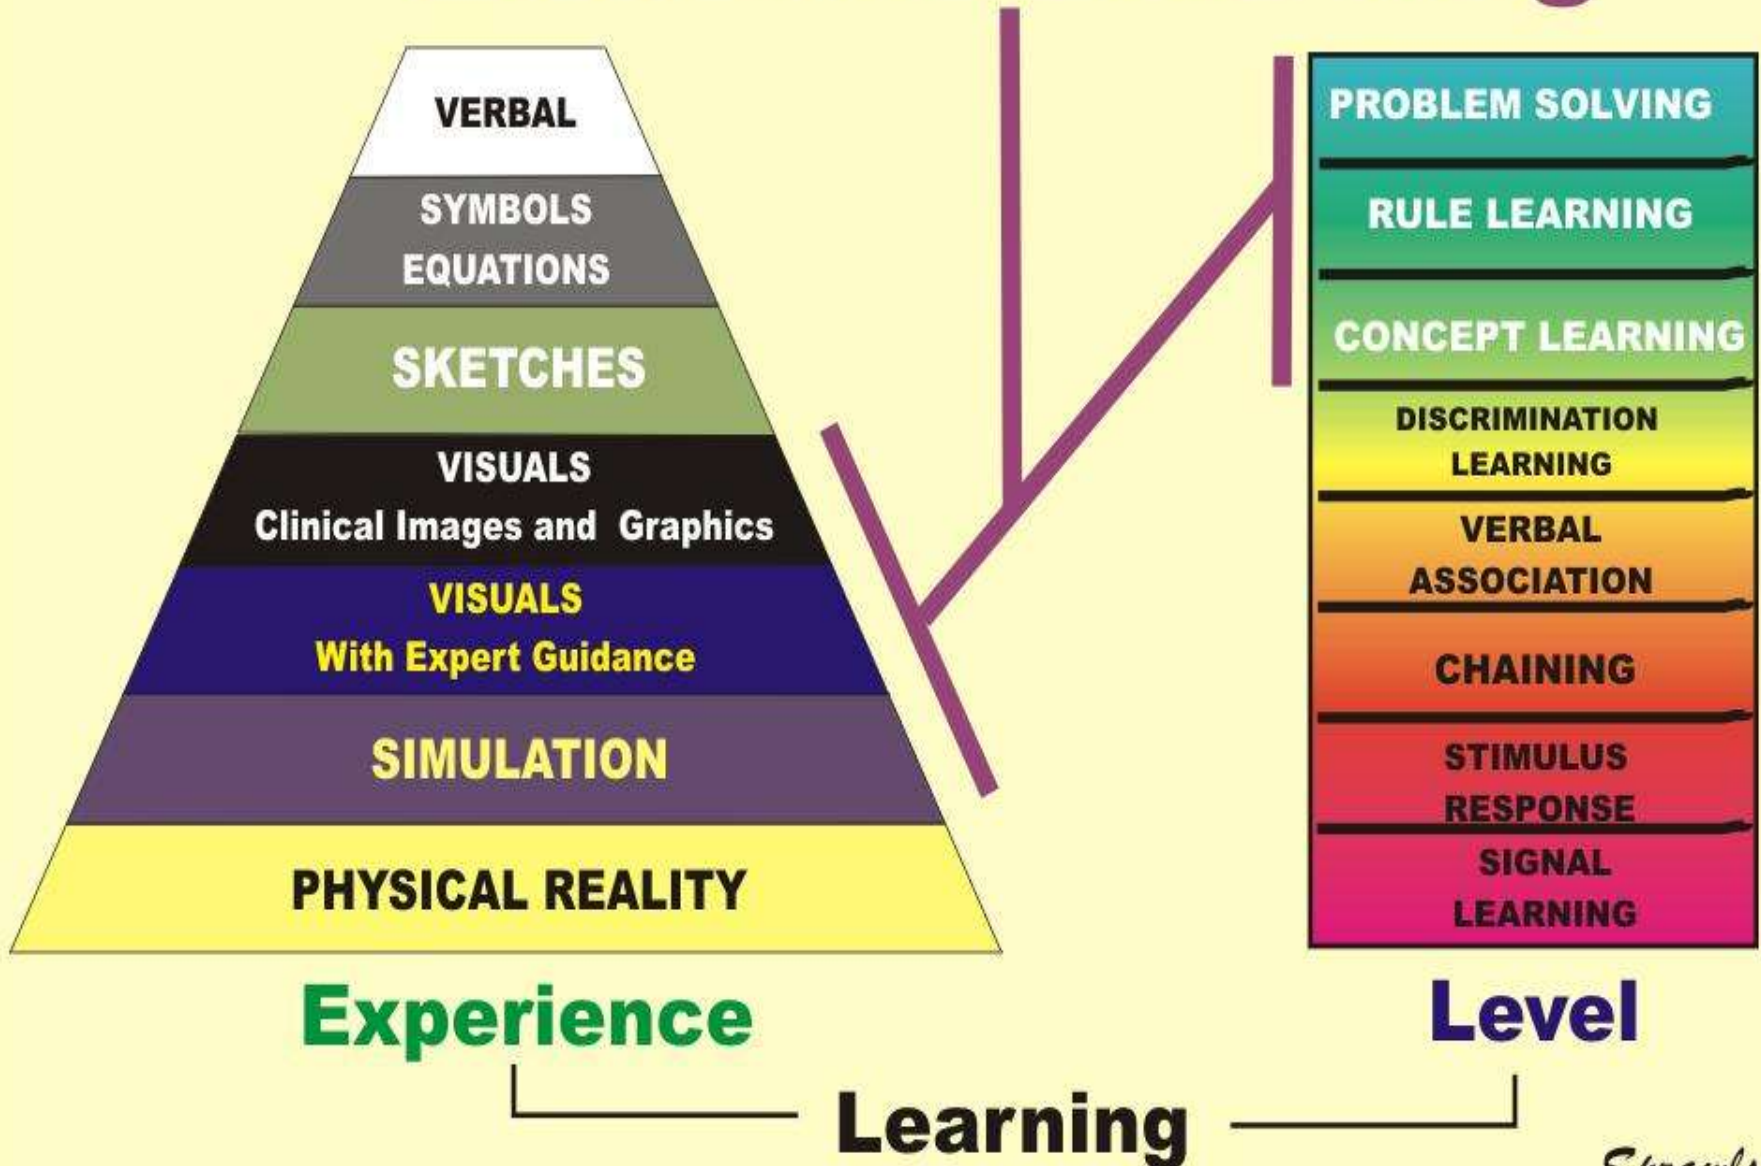 VERBAL
SYMBOLS
EQUATIONS
SKETCHES
VISUALS
Clinical Images and Graphics
VISUALS
With Expert Guidance
SIMULATION
PHYSICAL REALITY
Experience
PROBLEM SOLVING
RULE LEARNING
CONCEPT LEARNING
DISCRIMINATION
LEARNING
VERBAL
ASSOCIATION
CHAINING
STIMULUS
RESPONSE
SIGNAL
LEARNING
Level
Learning